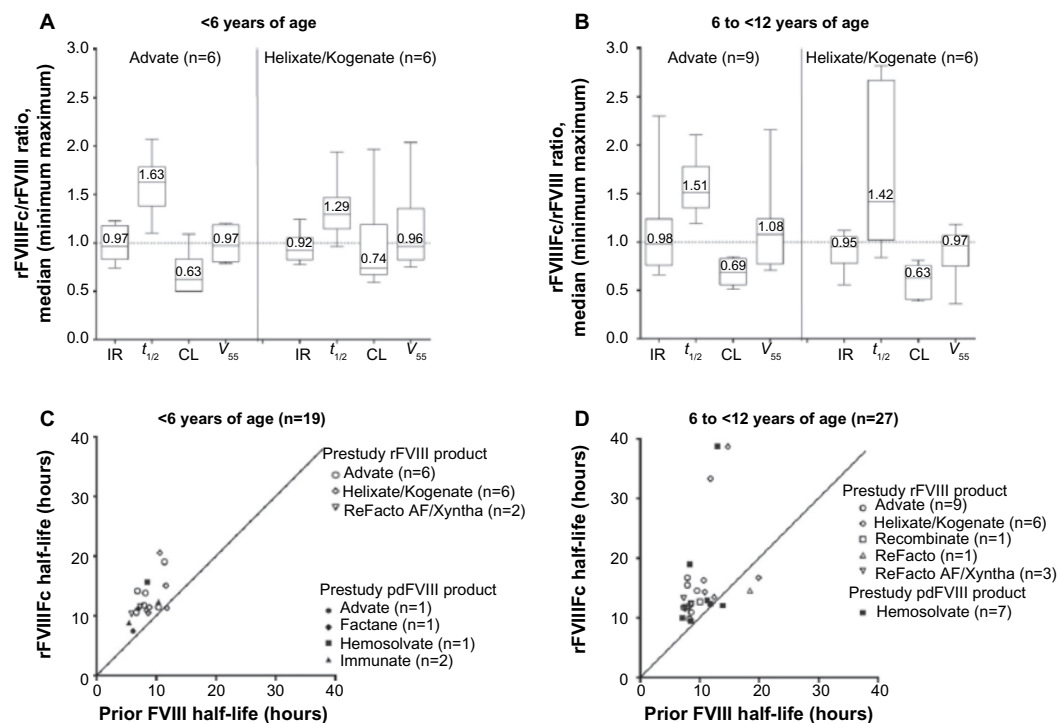 A
<6 years of age
rFVIIIFc/rFVIII ratio,
median (minimum maximum)
3.0
2.5
2.0
1.5
1.0
0.5
0.0
Advate (n=6)
Helixate/Kogenate (n=6)
0.97
1.63
0.63
0.97
0.92
1.29
0.74
0.96
IR
t1/2
CL
V55
IR
t1/2
CL
V55
B
6 to <12 years of age
rFVIIIFc/rFVIII ratio,
median (minimum maximum)
3.0
2.5
2.0
1.5
1.0
0.5
0.0
Advate (n=9)
Helixate/Kogenate (n=6)
0.98
1.51
0.69
1.08
0.95
1.42
0.63
0.97
IR
t1/2
CL
V55
IR
t1/2
CL
V55
C
<6 years of age (n=19)
rFVIIIFc half-life (hours)
40
30
20
10
0
Prestudy rFVIII product
Advate (n=6)
Helixate/Kogenate (n=6)
ReFacto AF/Xyntha (n=2)
Prestudy pdFVIII product
Advate (n=1)
Factane (n=1)
Hemosolvate (n=1)
Immunate (n=2)
0
10
20
30
40
Prior FVIII half-life (hours)
D
6 to <12 years of age (n=27)
rFVIIIFc half-life (hours)
40
30
20
10
0
Prestudy rFVIII product
Advate (n=9)
Helixate/Kogenate (n=6)
Recombinate (n=1)
ReFacto (n=1)
ReFacto AF/Xyntha (n=3)
Prestudy pdFVIII product
Hemosolvate (n=7)
0
10
20
30
40
Prior FVIII half-life (hours)